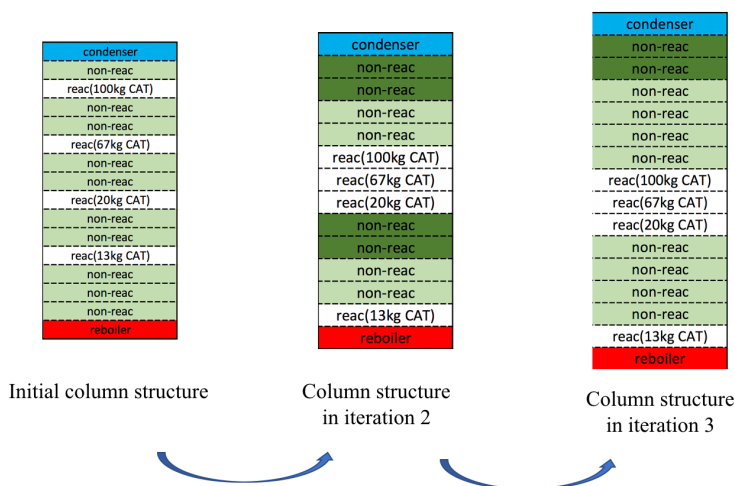 condenser
non-reac
reac(100kg CAT)
non-reac
non-reac
reac(67kg CAT)
non-reac
non-reac
reac(20kg CAT)
non-reac
non-reac
reac(13kg CAT)
non-reac
non-reac
non-reac
reboiler
Initial column structure
condenser
non-reac
non-reac
non-reac
non-reac
reac(100kg CAT)
reac(67kg CAT)
reac(20kg CAT)
non-reac
non-reac
non-reac
non-reac
reac(13kg CAT)
reboiler
Column structure
in iteration 2
condenser
non-reac
non-reac
non-reac
non-reac
non-reac
non-reac
reac(100kg CAT)
reac(67kg CAT)
reac(20kg CAT)
non-reac
non-reac
non-reac
non-reac
reac(13kg CAT)
reboiler
Column structure
in iteration 3